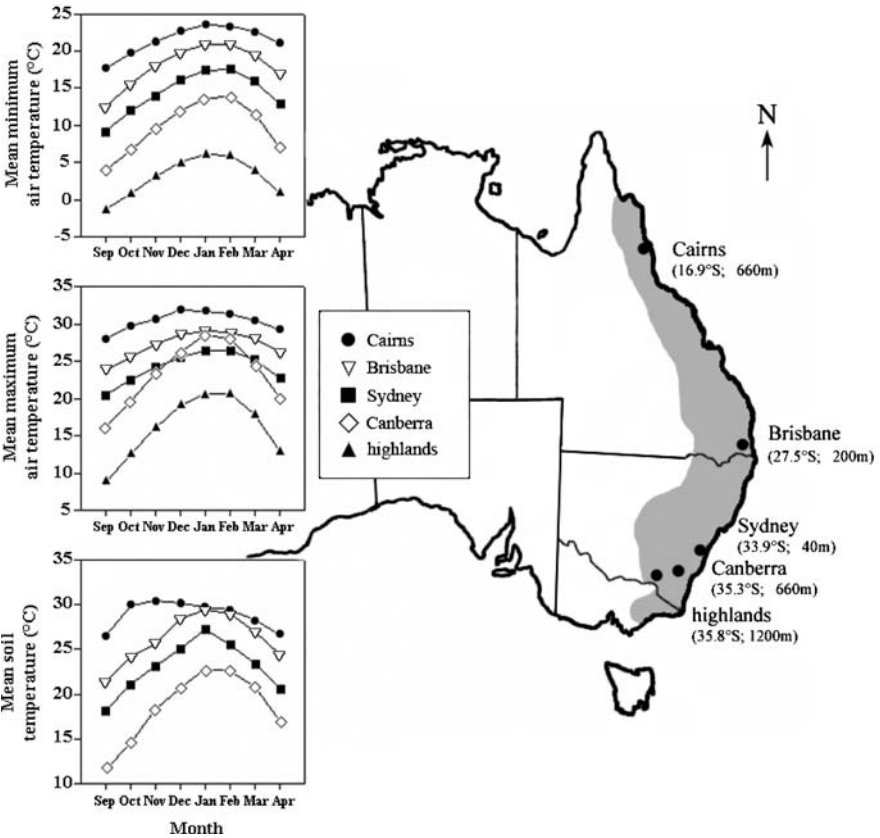 Mean minimum
air temperature (°C)
25
20
15
10
5
0
-5
Sep Oct Nov Dec Jan Feb Mar Apr
Mean maximum
air temperature (°C)
35
30
25
20
15
10
5
Sep Oct Nov Dec Jan Feb Mar Apr
Mean soil
temperature (°C)
35
30
25
20
15
10
Sep Oct Nov Dec Jan Feb Mar Apr
Month
Cairns
Brisbane
Sydney
Canberra
highlands
N
Cairns
(16.9°S; 660m)
Brisbane
(27.5°S; 200m)
Sydney
(33.9°S; 40m)
Canberra
(35.3°S; 660m)
highlands
(35.8°S; 1200m)